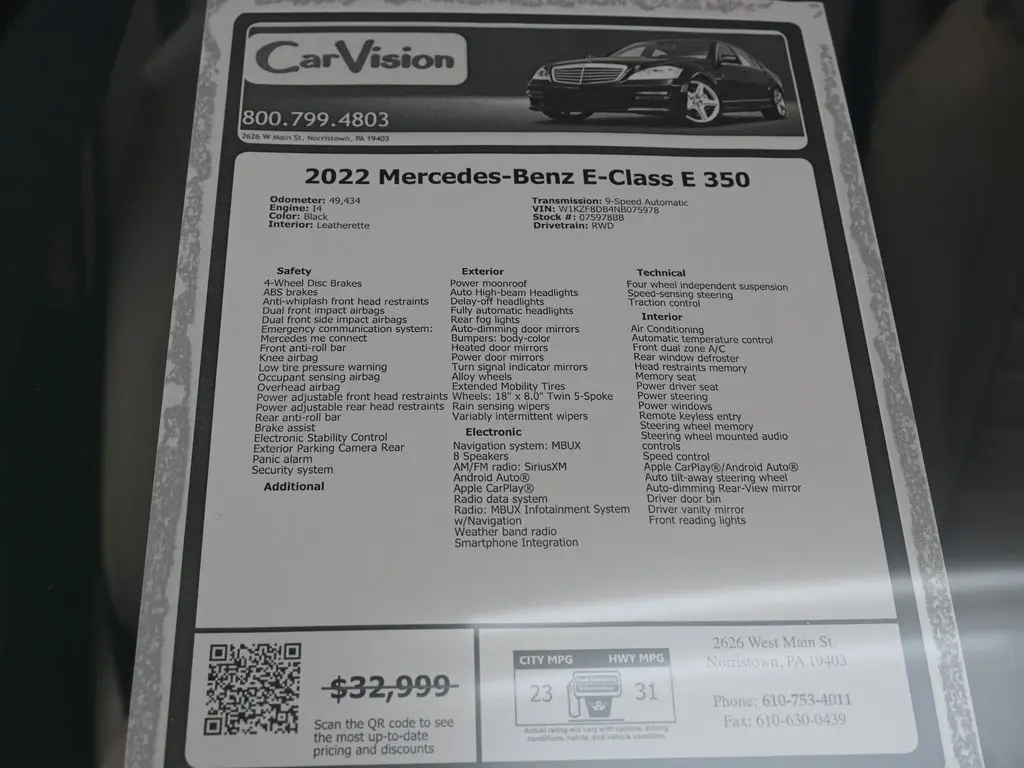 CarVision
800.799.4803
2626 W Main St, Norristown, PA 19403
2022 Mercedes-Benz E-Class E 350
Odometer: 49,434
Engine: I4
Color: Black
Interior: Leatherette
Transmission: 9-Speed Automatic
VIN: W1KZF8DB4NB075978
Stock #: 075978BB
Drivetrain: RWD
Safety
4-Wheel Disc Brakes
ABS brakes
Anti-whiplash front head restraints
Dual front impact airbags
Dual front side impact airbags
Emergency communication system:
Mercedes me connect
Front anti-roll bar
Knee airbag
Low tire pressure warning
Occupant sensing airbag
Overhead airbag
Power adjustable front head restraints
Power adjustable rear head restraints
Rear anti-roll bar
Brake assist
Electronic Stability Control
Exterior Parking Camera Rear
Panic alarm
Security system
Additional
Exterior
Power moonroof
Auto High-beam Headlights
Delay-off headlights
Fully automatic headlights
Rear fog lights
Auto-dimming door mirrors
Bumpers: body-color
Heated door mirrors
Power door mirrors
Turn signal indicator mirrors
Alloy wheels
Extended Mobility Tires
Wheels: 18" x 8.0" Twin 5-Spoke
Rain sensing wipers
Variably intermittent wipers
Electronic
Navigation system: MBUX
8 Speakers
AM/FM radio: SiriusXM
Android Auto®
Apple CarPlay®
Radio data system
Radio: MBUX Infotainment System
w/Navigation
Weather band radio
Smartphone Integration
Technical
Four wheel independent suspension
Speed-sensing steering
Traction control
Interior
Air Conditioning
Automatic temperature control
Front dual zone A/C
Rear window defroster
Head restraints memory
Memory seat
Power driver seat
Power steering
Power windows
Remote keyless entry
Steering wheel memory
Steering wheel mounted audio
controls
Speed control
Apple CarPlay®/Android Auto®
Auto tilt-away steering wheel
Auto-dimming Rear-View mirror
Driver door bin
Driver vanity mirror
Front reading lights
$32,999
Scan the QR code to see
the most up-to-date
pricing and discounts
CITY MPG HWY MPG
23 31
Actual rating will vary with options, driving
conditions, habits, and vehicle condition.
2626 West Main St.
Norristown, PA 19403
Phone: 610-753-4011
Fax: 610-630-0439